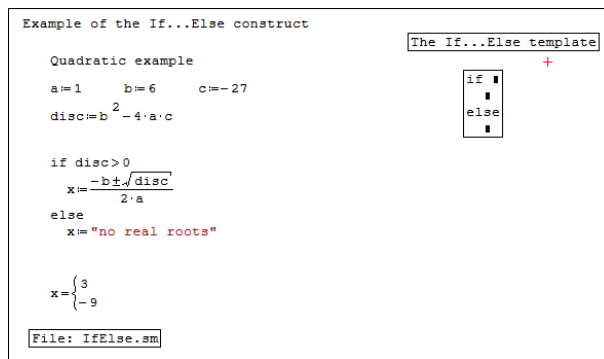 Example of the If...Else construct
The If...Else template
Quadratic example
a:=1 b:=6 c:=-27
disc:=b²-4·a·c
if ▮
▮
else
▮
if disc>0
x:=(-b±√disc)/(2·a)
else
x:="no real roots"
x={3
-9
File: IfElse.sm